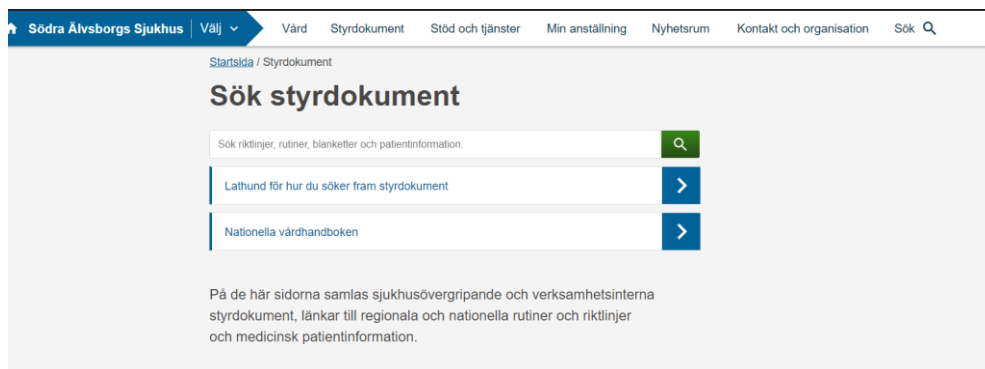 Södra Älvsborgs Sjukhus Välj Vård Styrdokument Stöd och tjänster Min anställning Nyhetsrum Kontakt och organisation Sök
Startsida / Styrdokument
Sök styrdokument
Sök riktlinjer, rutiner, blanketter och patientinformation.
Lathund för hur du söker fram styrdokument
Nationella vårdhandboken
På de här sidorna samlas sjukhusövergripande och verksamhetsinterna
styrdokument, länkar till regionala och nationella rutiner och riktlinjer
och medicinsk patientinformation.